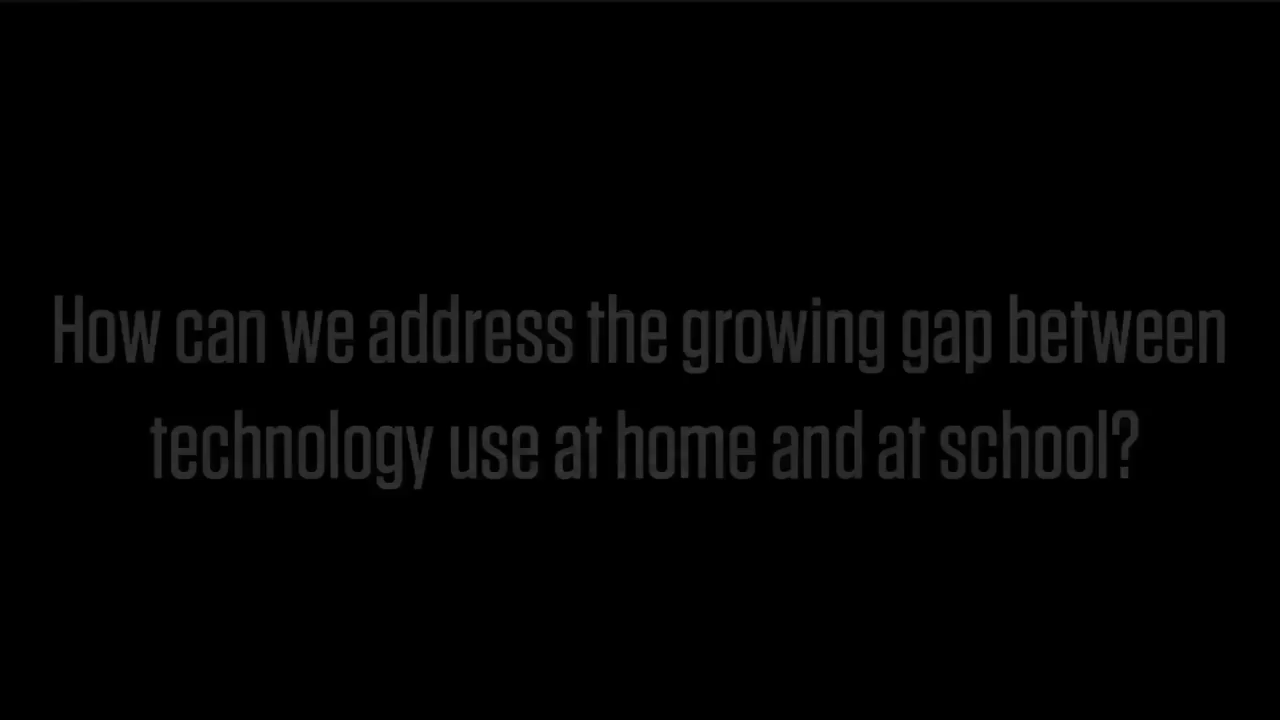 How can we address the growing gap between
technology use at home and at school?